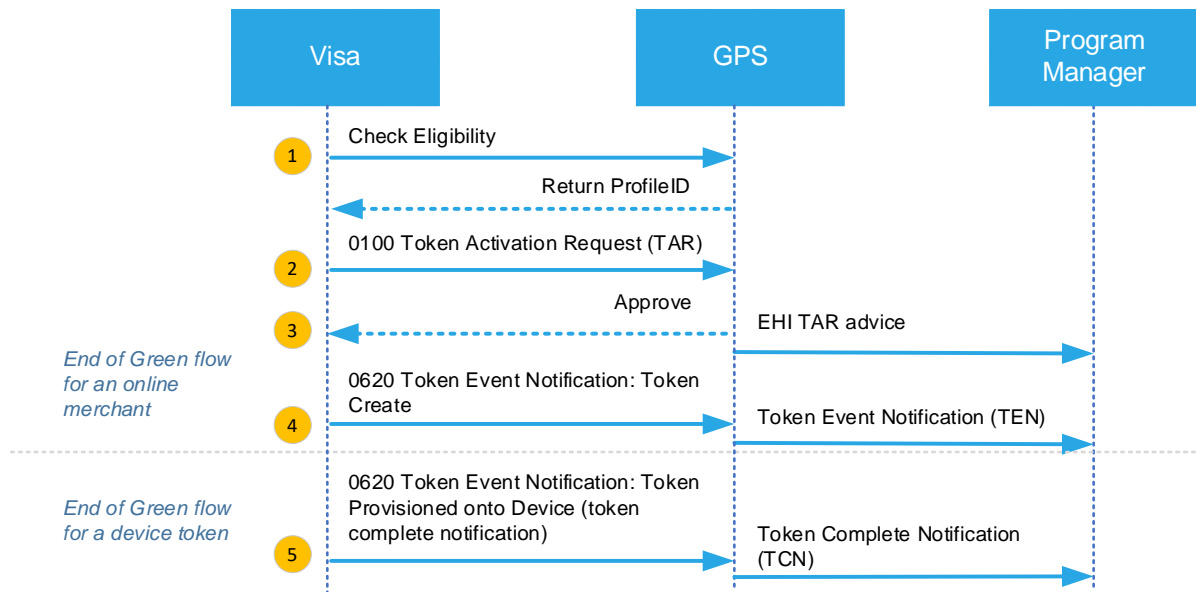 Visa
GPS
Program
Manager
Check Eligibility
1
Return ProfileID
0100 Token Activation Request (TAR)
2
Approve
3
EHI TAR advice
End of Green flow
for an online
merchant
0620 Token Event Notification: Token
Create
4
Token Event Notification (TEN)
0620 Token Event Notification: Token
Provisioned onto Device (token
complete notification)
End of Green flow
for a device token
5
Token Complete Notification
(TCN)